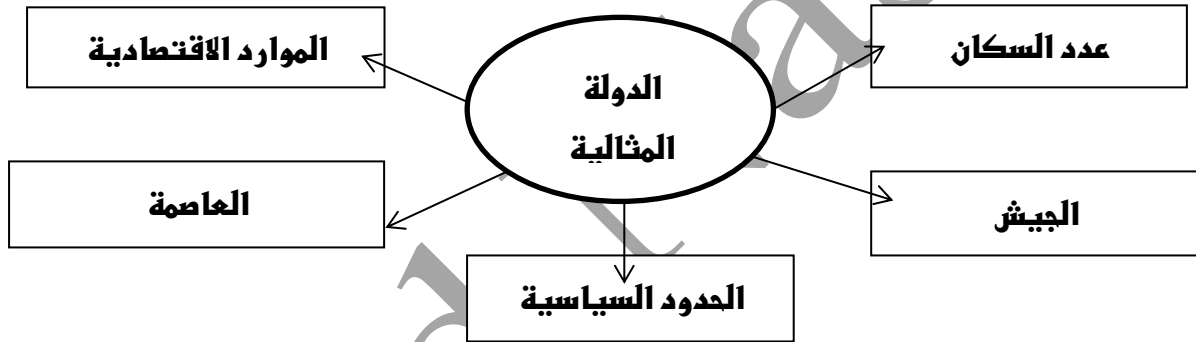 عدد السكان
الدولة
المثالية
الموارد الاقتصادية
الجيش
العاصمة
الحدود السياسية